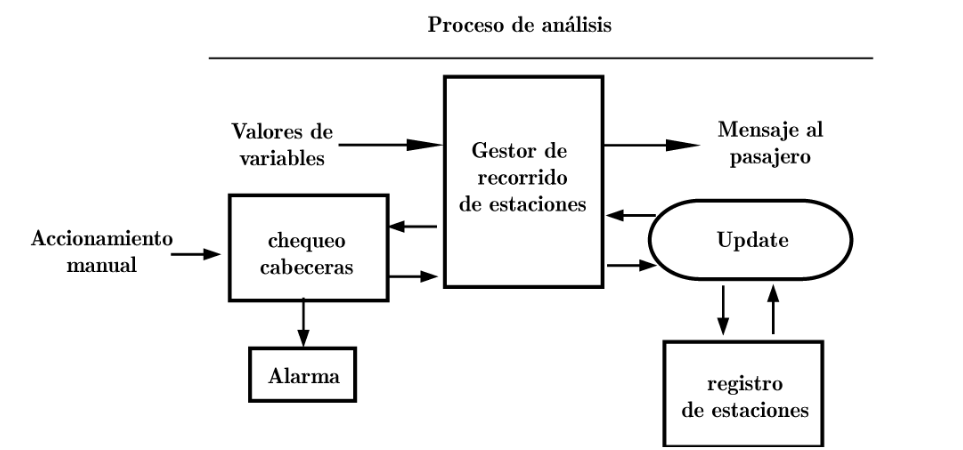 Proceso de análisis
Valores de
variables
Gestor de
recorrido
de estaciones
Mensaje al
pasajero
Accionamiento
manual
chequeo
cabeceras
Update
Alarma
registro
de estaciones